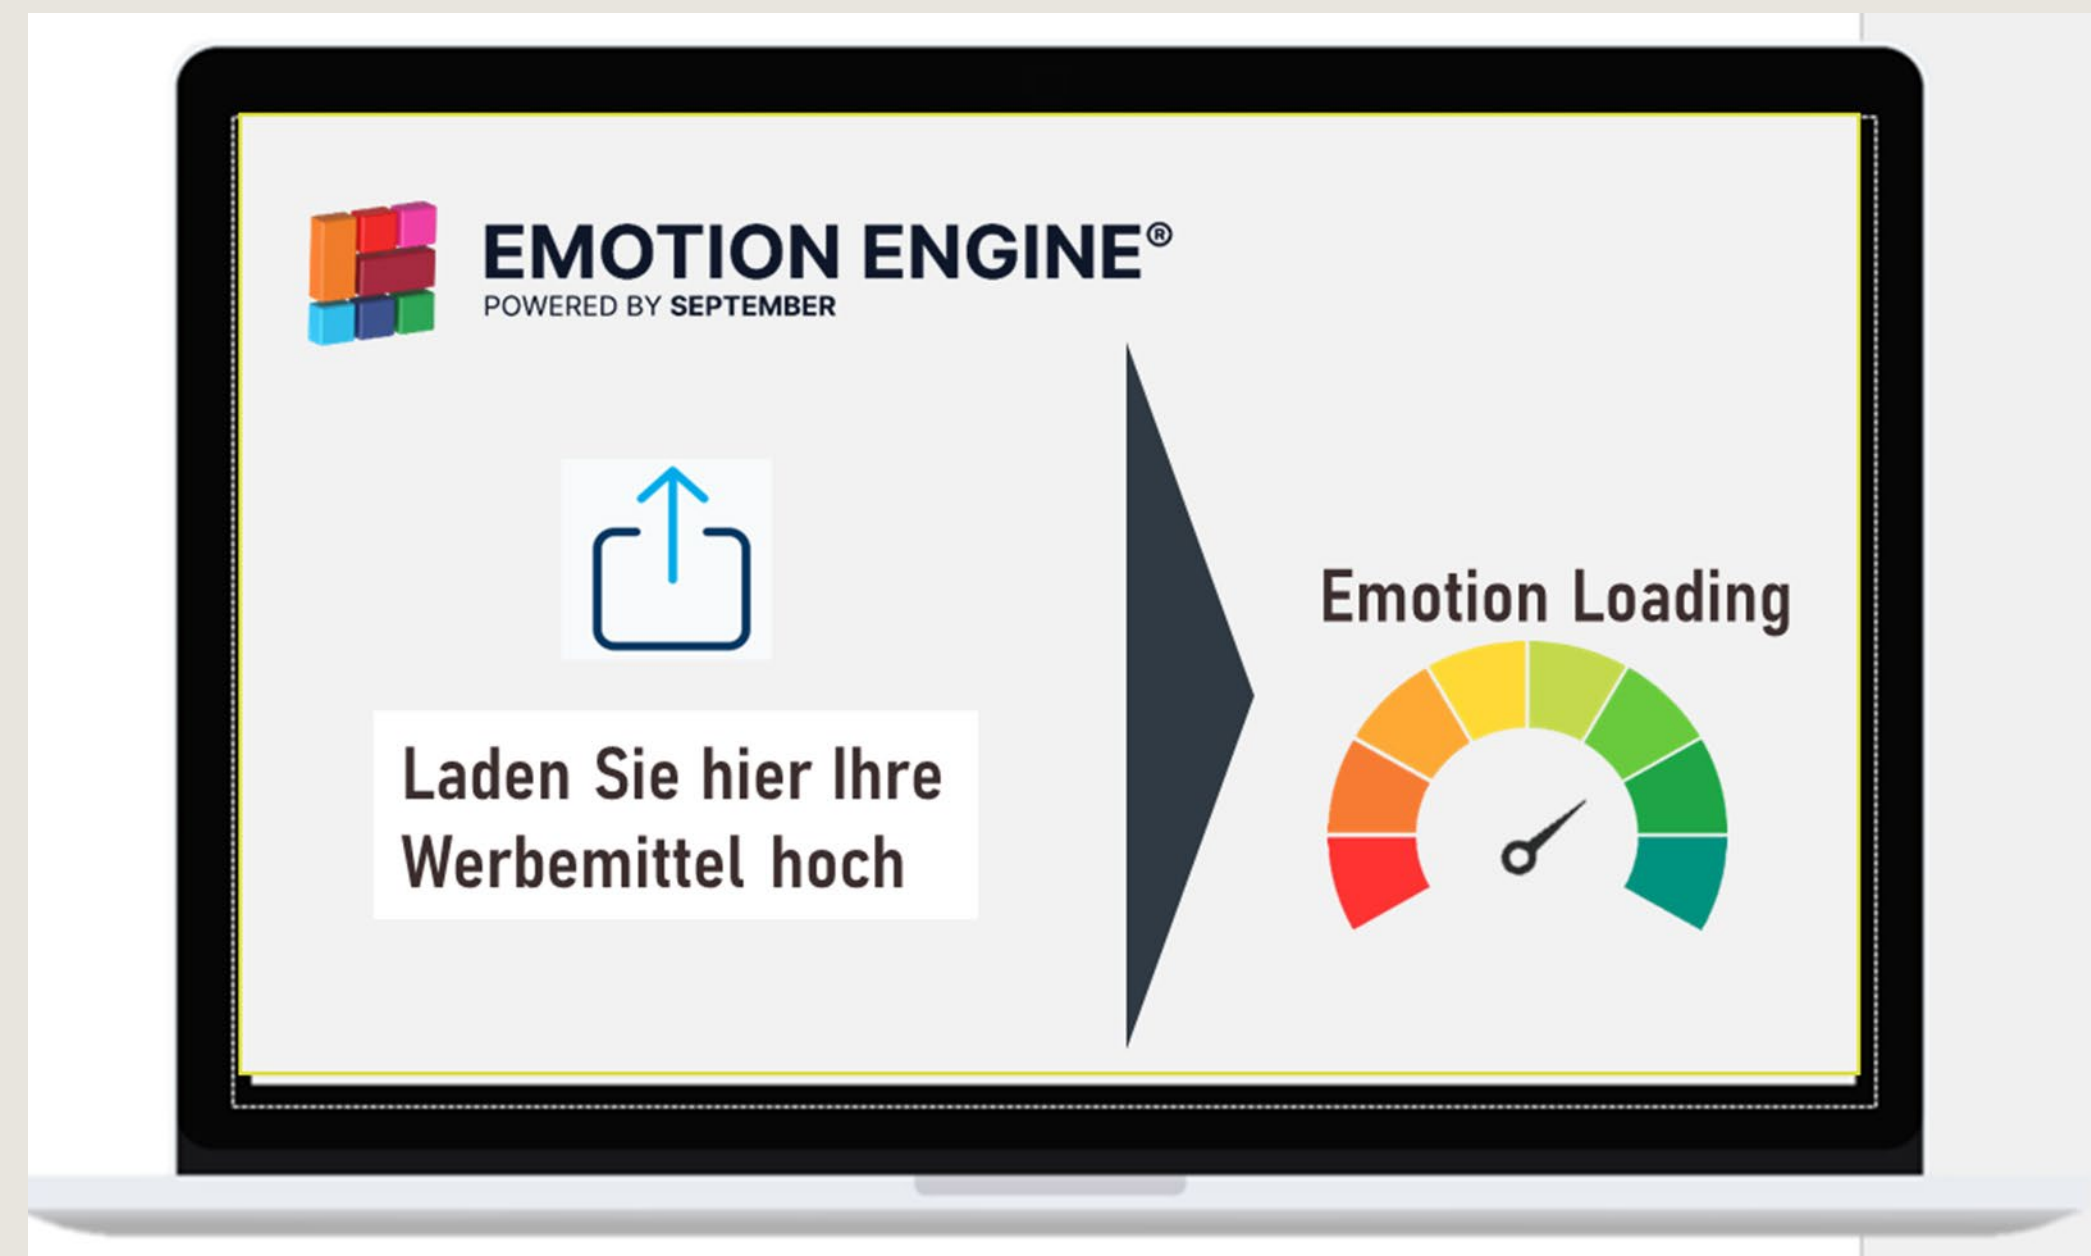 EMOTION ENGINE®
POWERED BY SEPTEMBER
Laden Sie hier Ihre
Werbemittel hoch
Emotion Loading